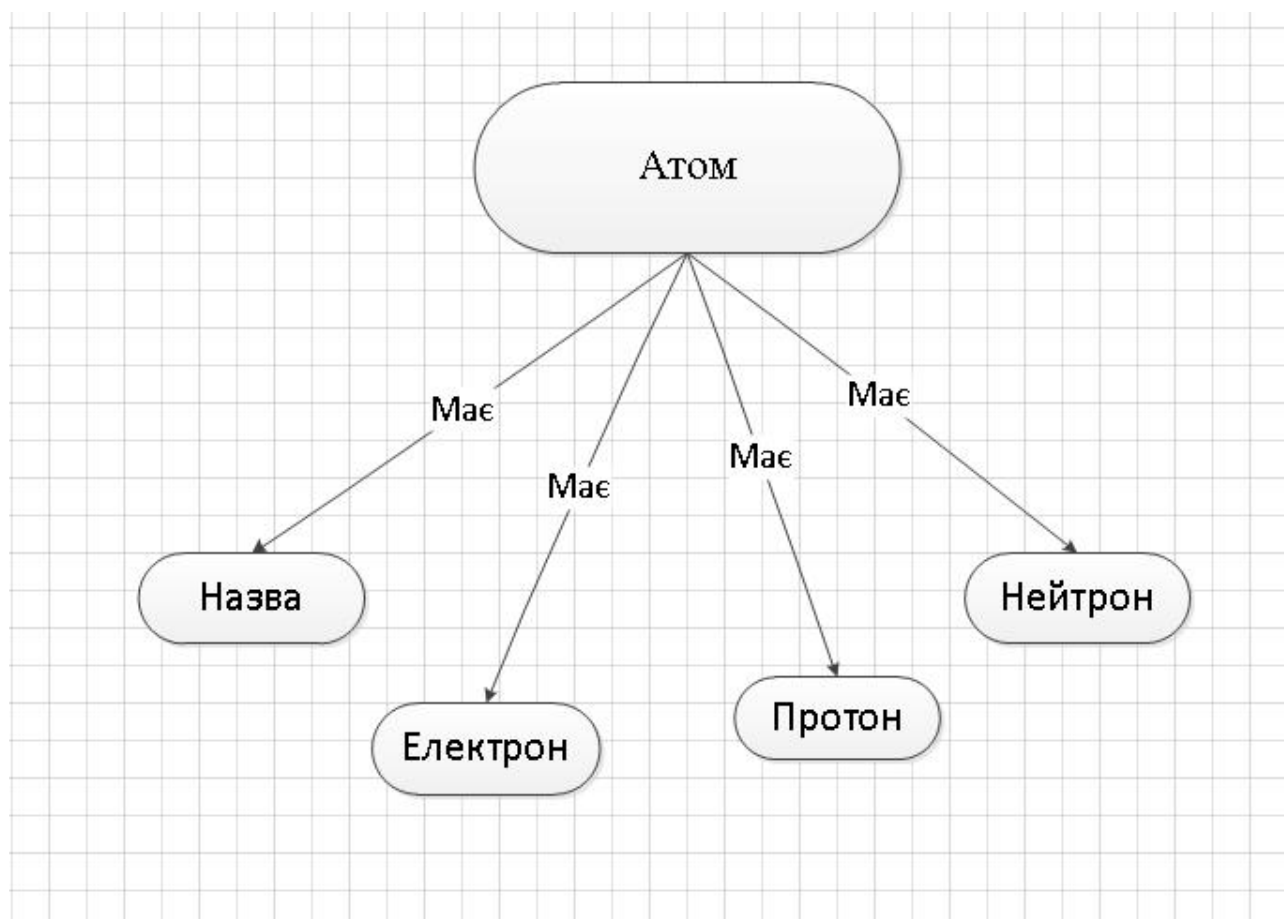 Атом
Має
Має
Має
Має
Назва
Нейтрон
Електрон
Протон